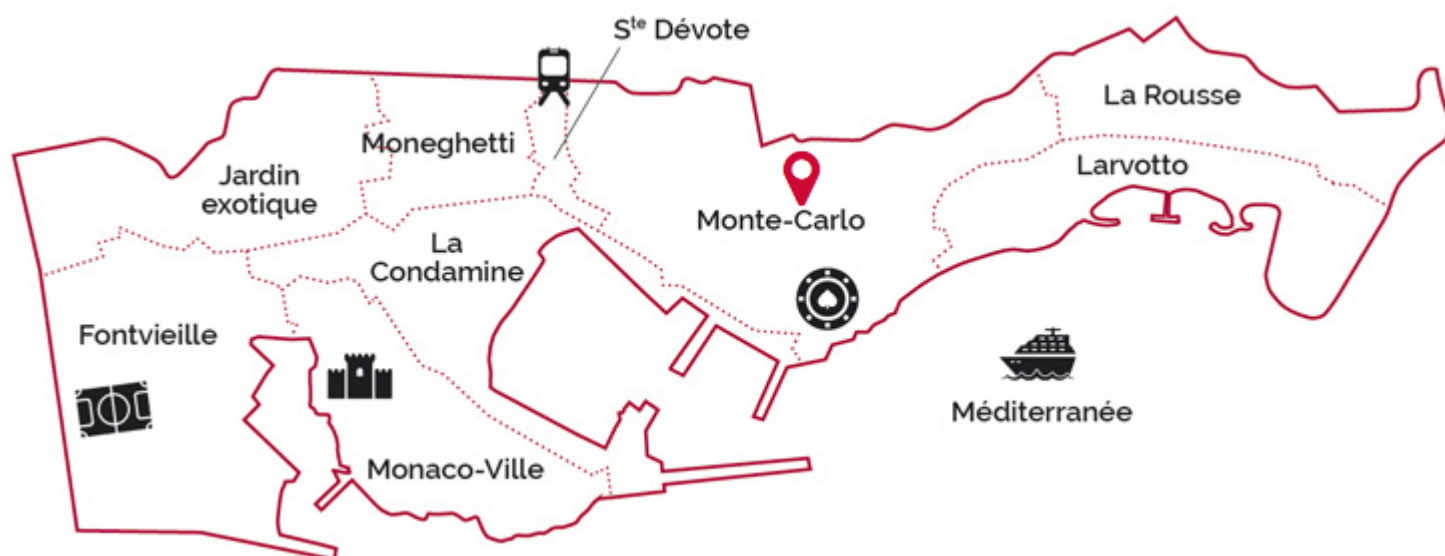 Sᵗᵉ Dévote
La Rousse
Moneghetti
Larvotto
Jardin
exotique
Monte-Carlo
La
Condamine
Fontvieille
Méditerranée
Monaco-Ville